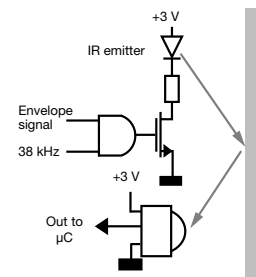 +3 V
IR emitter
Envelope
signal
38 kHz
+3 V
Out to
µC